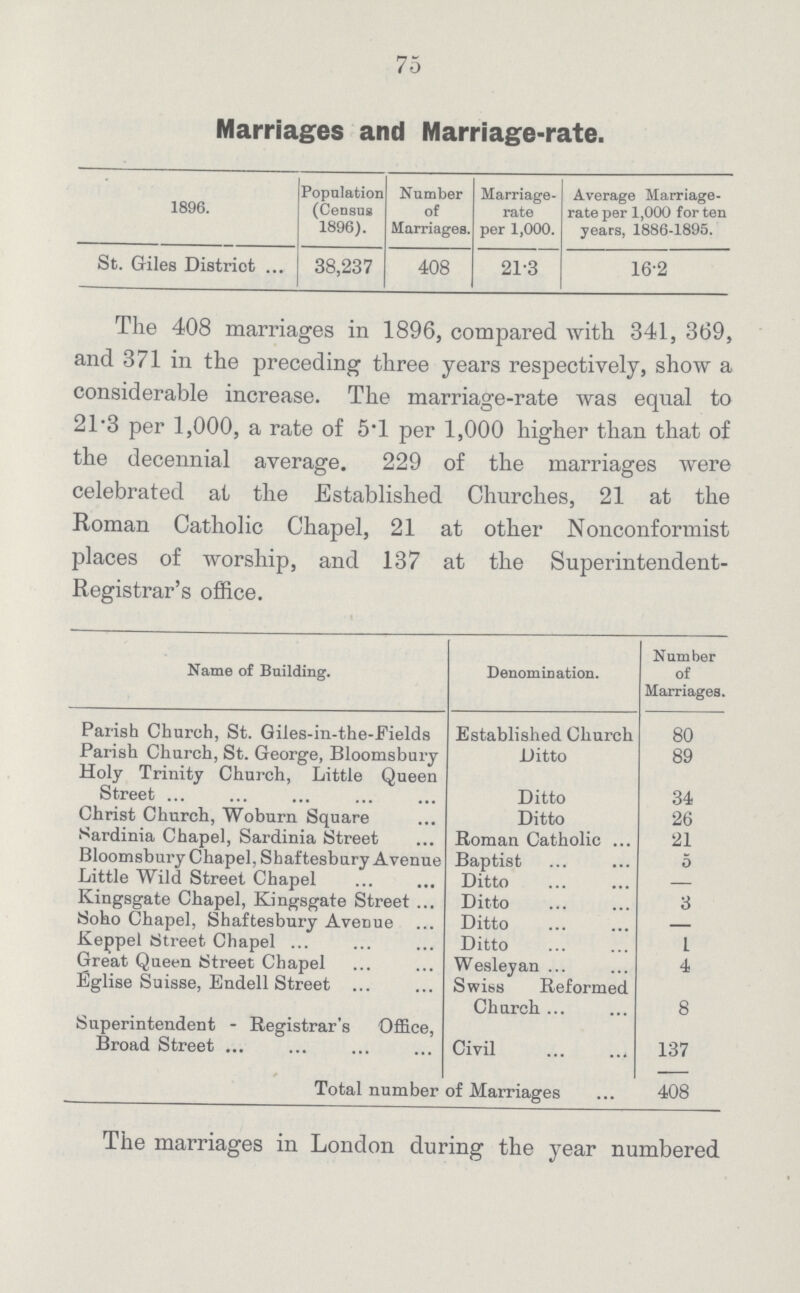 75
Marriages and Marriage-rate.
1896. Population (Census 1896). Number of Marriages. Marriage-rate per 1,000. Average Marriage-rate per 1,000 for ten years, 1886-1895.
St. Giles District ... 38,237 408 21·3 16·2
The 408 marriages in 1896, compared with 341, 369,
and 371 in the preceding three years respectively, show a
considerable increase. The marriage-rate was equal to
21·3 per 1,000, a rate of 5·1 per 1,000 higher than that of
the decennial average. 229 of the marriages were
celebrated at the Established Churches, 21 at the
Roman Catholic Chapel, 21 at other Nonconformist
places of worship, and 137 at the Superintendent-
Registrar's office.
Name of Building. Denomination. Number of Marriages.
Parish Church, St. Giles-in-the-Fields Established Church 80
Parish Church, St. George, Bloomsbury Ditto 89
Holy Trinity Church, Little Queen
Street ... ... ... ... ... Ditto 34
Christ Church, Woburn Square ... Ditto 26
Sardinia Chapel, Sardinia Street ... Roman Catholic ... 21
Bloomsbury Chapel, Shaftesbury Avenue Baptist ... ... 5
Little Wild Street Chapel ... ... Ditto ... ... —
Kingsgate Chapel, Kingsgate Street ... Ditto ... ... 3
Soho Chapel, Shaftesbury Avenue ... Ditto ... ... —
Keppel Street Chapel ... ... ... Ditto ... ... 1
Great Queen Street Chapel ... ... Wesleyan ... ... 4
Église Suisse, Endell Street ... ... Swiss Reformed
Church ... ... 8
Superintendent - Registrar's Office,
Broad Street ... ... ... ... Civil ... ... 137
Total number of Marriages ... 408
The marriages in London during the year numbered